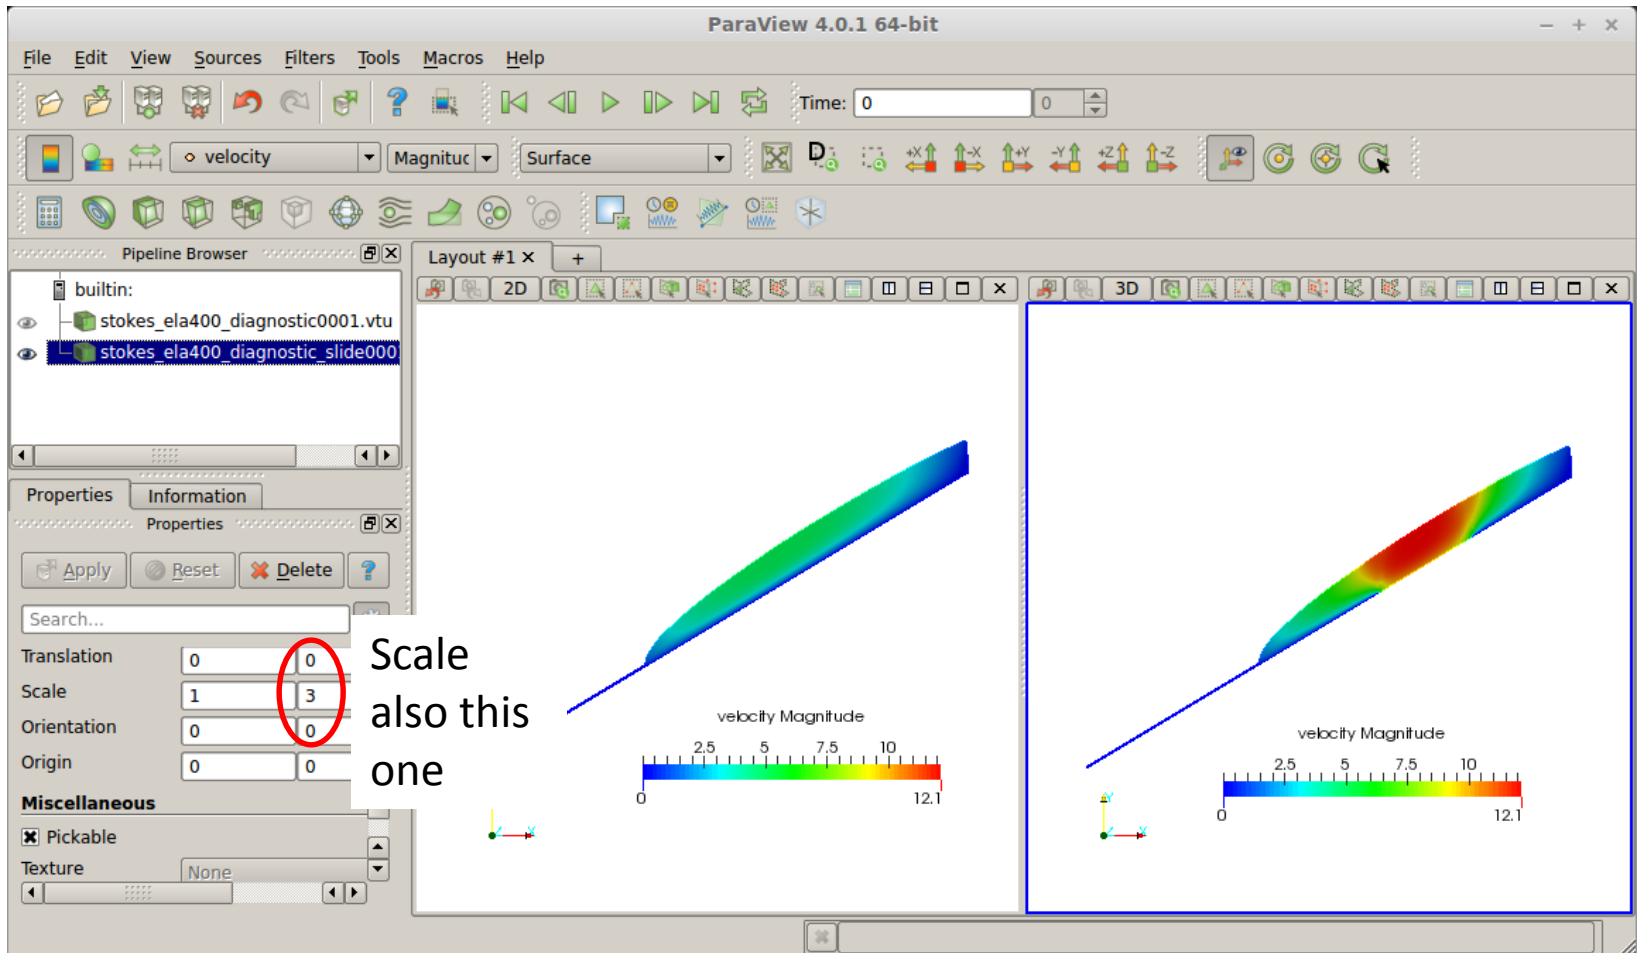 ParaView 4.0.1 64-bit
File Edit View Sources Filters Tools Macros Help
Time: 0 0
velocity Magnituc Surface
+X -X +Y -Y +Z -Z
Pipeline Browser
builtin:
stokes_ela400_diagnostic0001.vtu
stokes_ela400_diagnostic_slide000
Properties Information
Properties
Apply Reset Delete ?
Search...
Translation 0 0
Scale 1 3
Orientation 0 0
Origin 0 0
Miscellaneous
Pickable
Texture None
Scale
also this
one
Layout #1 +
2D
velocity Magnitude
2.5 5 7.5 10
0 12.1
X
3D
velocity Magnitude
2.5 5 7.5 10
0 12.1
Y
Z X